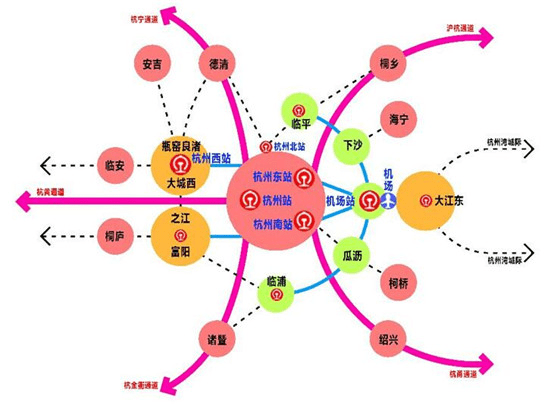 杭宁通道
沪杭通道
安吉
德清
桐乡
临平
海宁
瓶窑良渚
杭州西站
大城西
杭州北站
下沙
杭州湾城际
临安
杭州东站
机场
杭州站
机场站
大江东
杭黄通道
之江
富阳
杭州南站
桐庐
瓜沥
杭州湾城际
临浦
柯桥
诸暨
绍兴
杭金衢通道
杭甬通道